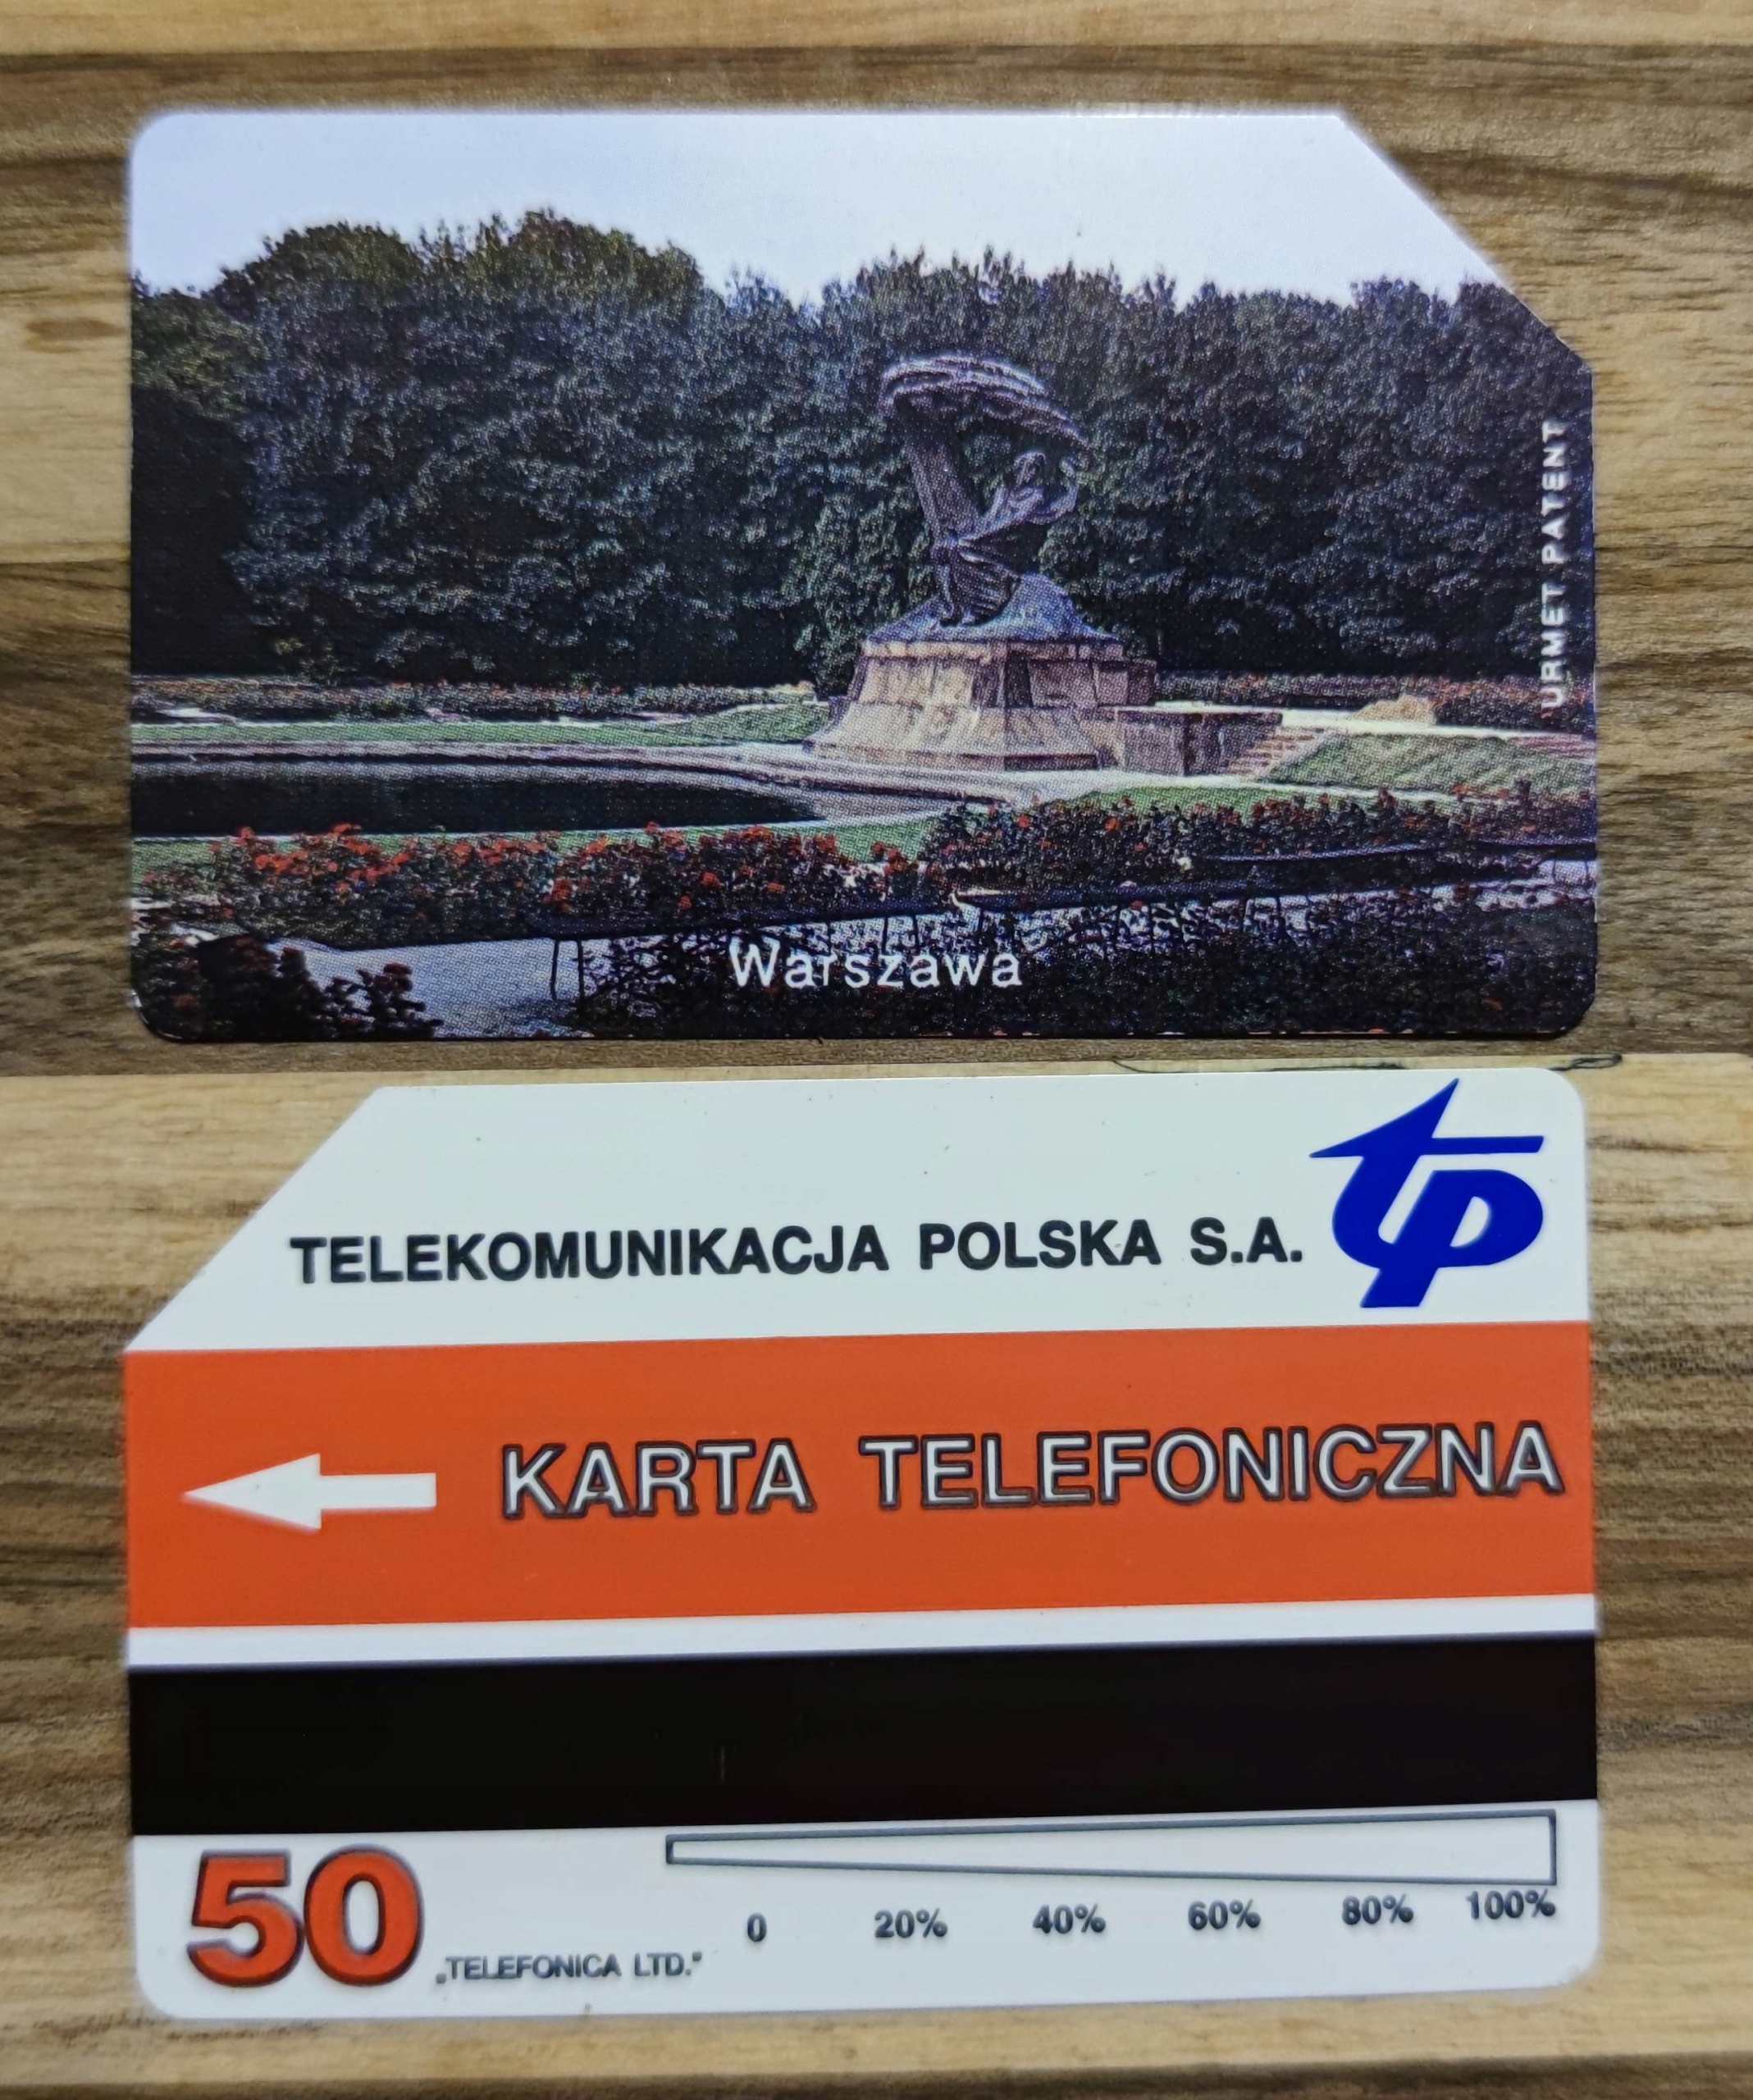 URMET PATENT
Warszawa
TELEKOMUNIKACJA POLSKA S.A.
tp
KARTA TELEFONICZNA
50
„TELEFONICA LTD."
0 20% 40% 60% 80% 100%